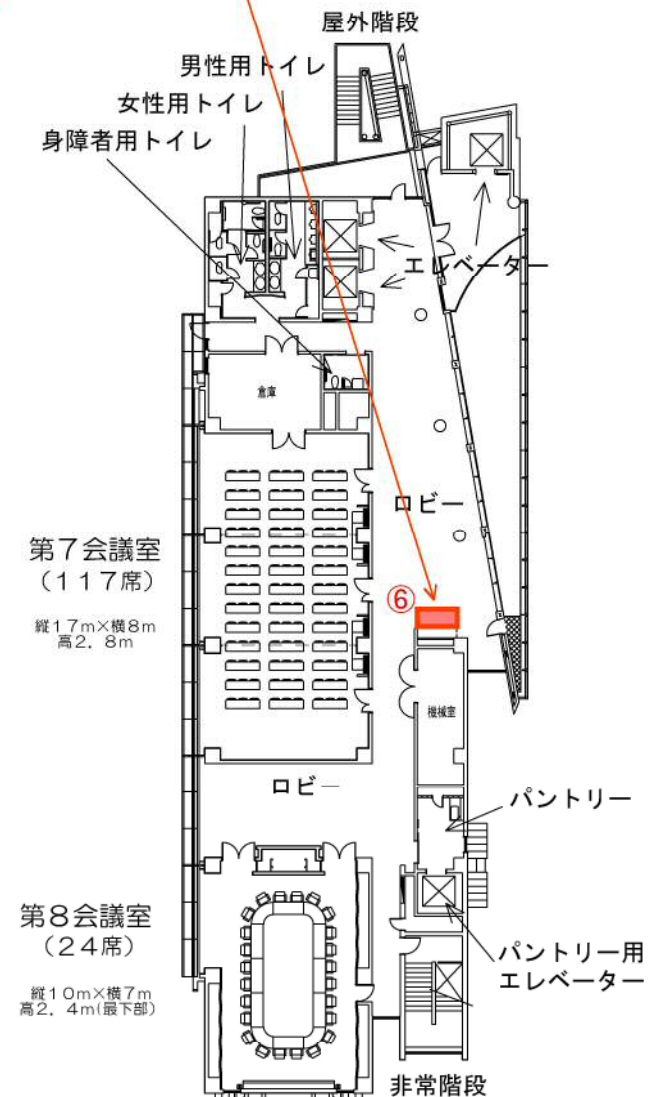 屋外階段
男性用トイレ
女性用トイレ
身障者用トイレ
エレベーター
倉庫
ロビー
第7会議室
（117席）
縦17m×横8m
高2．8m
⑥
機械室
ロビー
パントリー
第8会議室
（24席）
縦10m×横7m
高2．4m(最下部)
パントリー用
エレベーター
非常階段